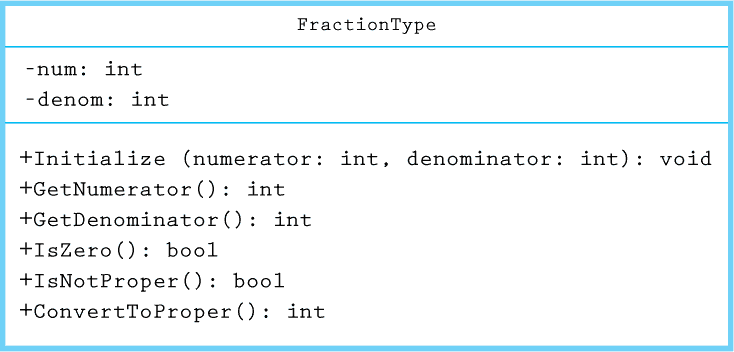 FractionType
-num: int
-denom: int
+Initialize (numerator: int, denominator: int): void
+GetNumerator(): int
+GetDenominator(): int
+IsZero(): bool
+IsNotProper(): bool
+ConvertToProper(): int